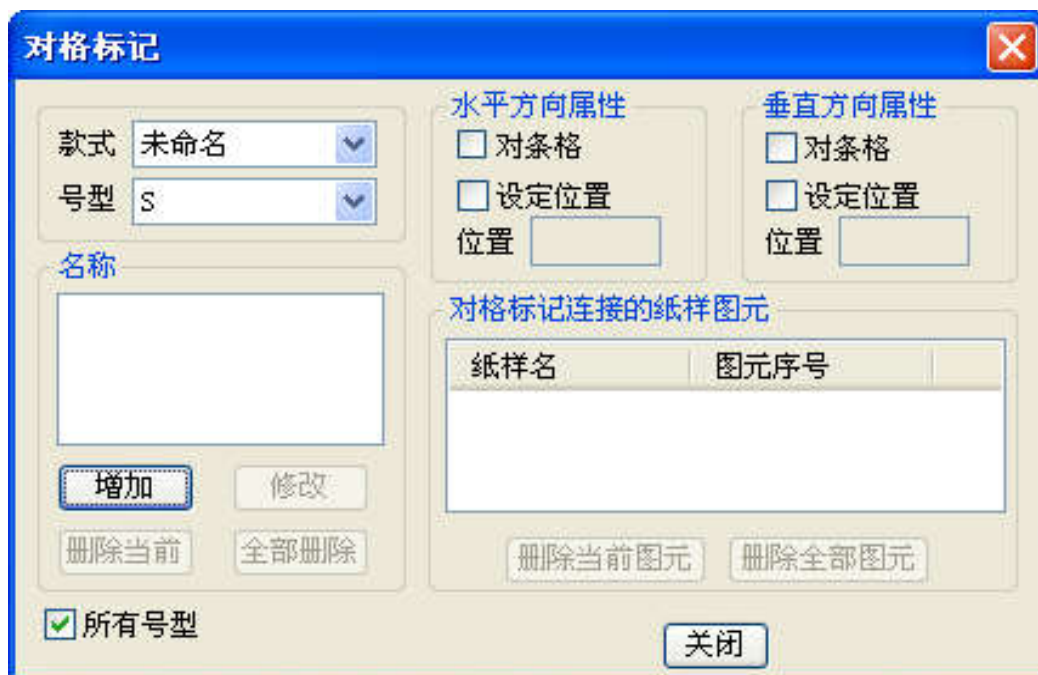 对格标记
款式 未命名
号型 S
水平方向属性
对条格
设定位置
位置
垂直方向属性
对条格
设定位置
位置
名称
增加 修改
删除当前 全部删除
对格标记连接的纸样图元
纸样名 图元序号
删除当前图元 删除全部图元
所有号型
关闭